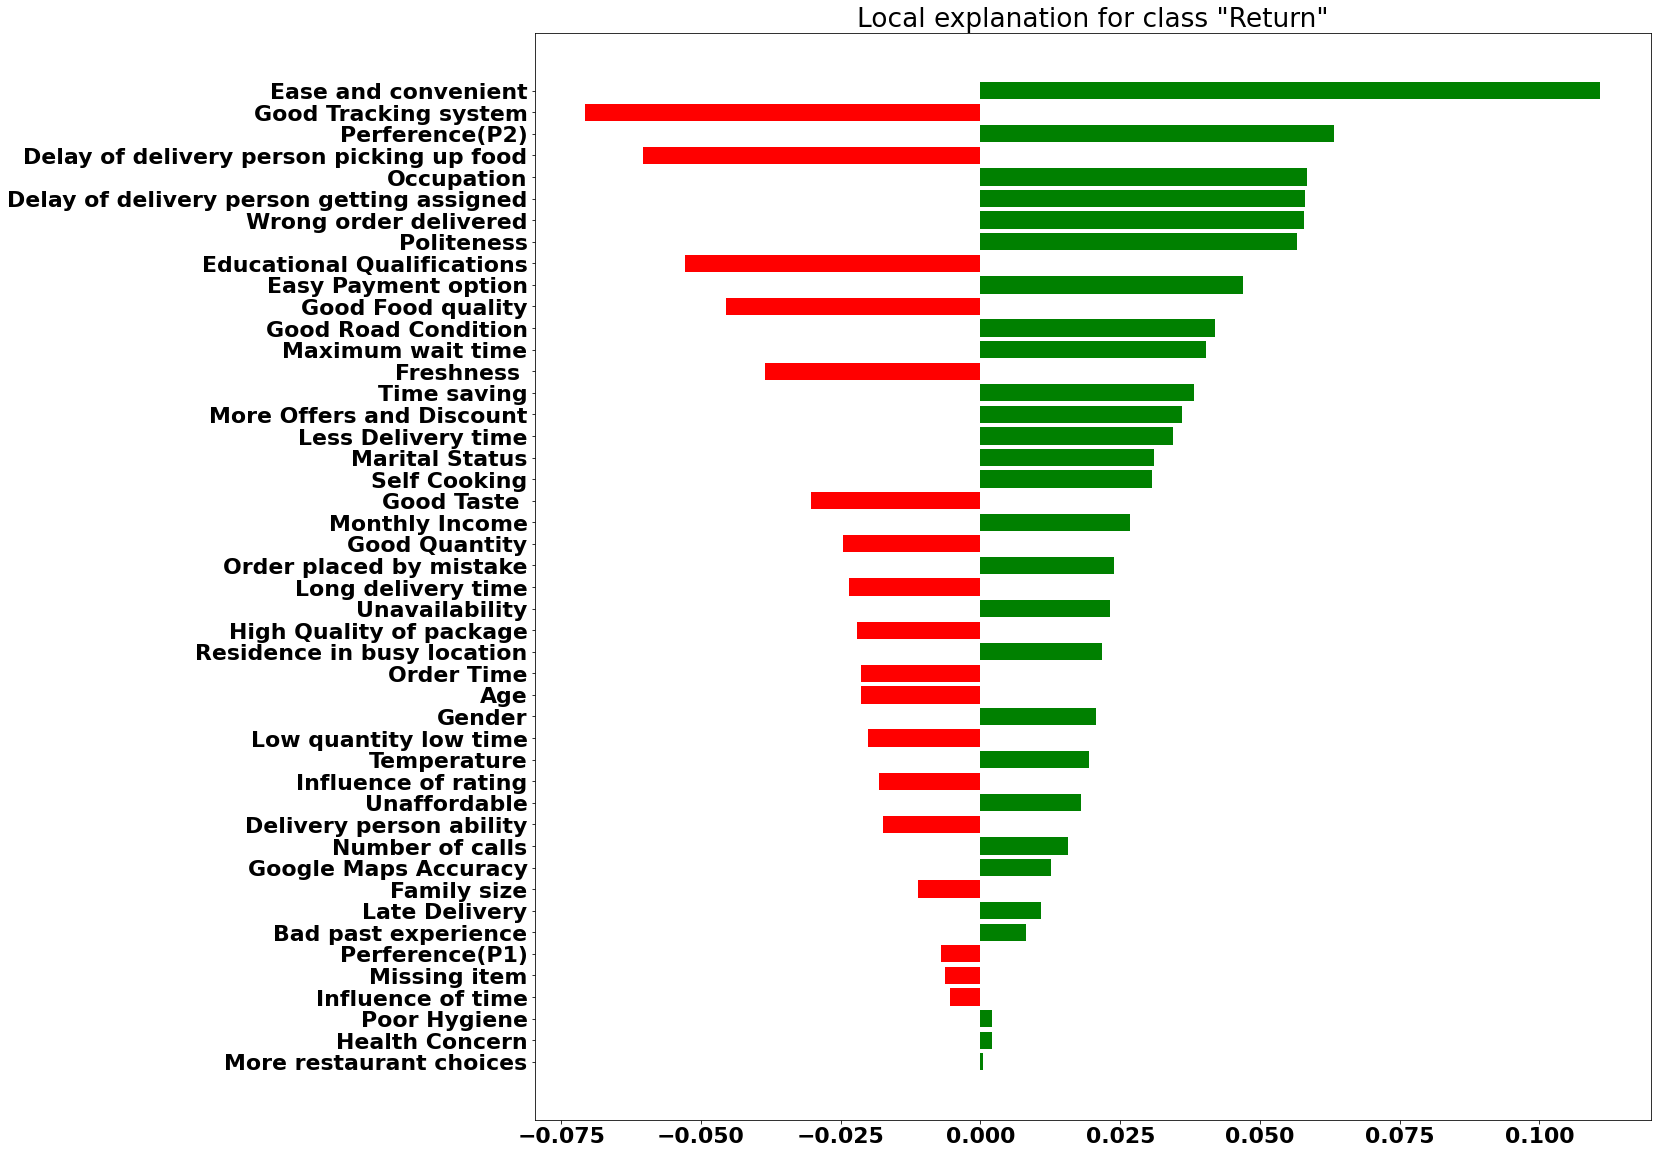 Local explanation for class "Return"
Ease and convenient
Good Tracking system
Perference(P2)
Delay of delivery person picking up food
Occupation
Delay of delivery person getting assigned
Wrong order delivered
Politeness
Educational Qualifications
Easy Payment option
Good Food quality
Good Road Condition
Maximum wait time
Freshness
Time saving
More Offers and Discount
Less Delivery time
Marital Status
Self Cooking
Good Taste
Monthly Income
Good Quantity
Order placed by mistake
Long delivery time
Unavailability
High Quality of package
Residence in busy location
Order Time
Age
Gender
Low quantity low time
Temperature
Influence of rating
Unaffordable
Delivery person ability
Number of calls
Google Maps Accuracy
Family size
Late Delivery
Bad past experience
Perference(P1)
Missing item
Influence of time
Poor Hygiene
Health Concern
More restaurant choices
−0.075 −0.050 −0.025 0.000 0.025 0.050 0.075 0.100